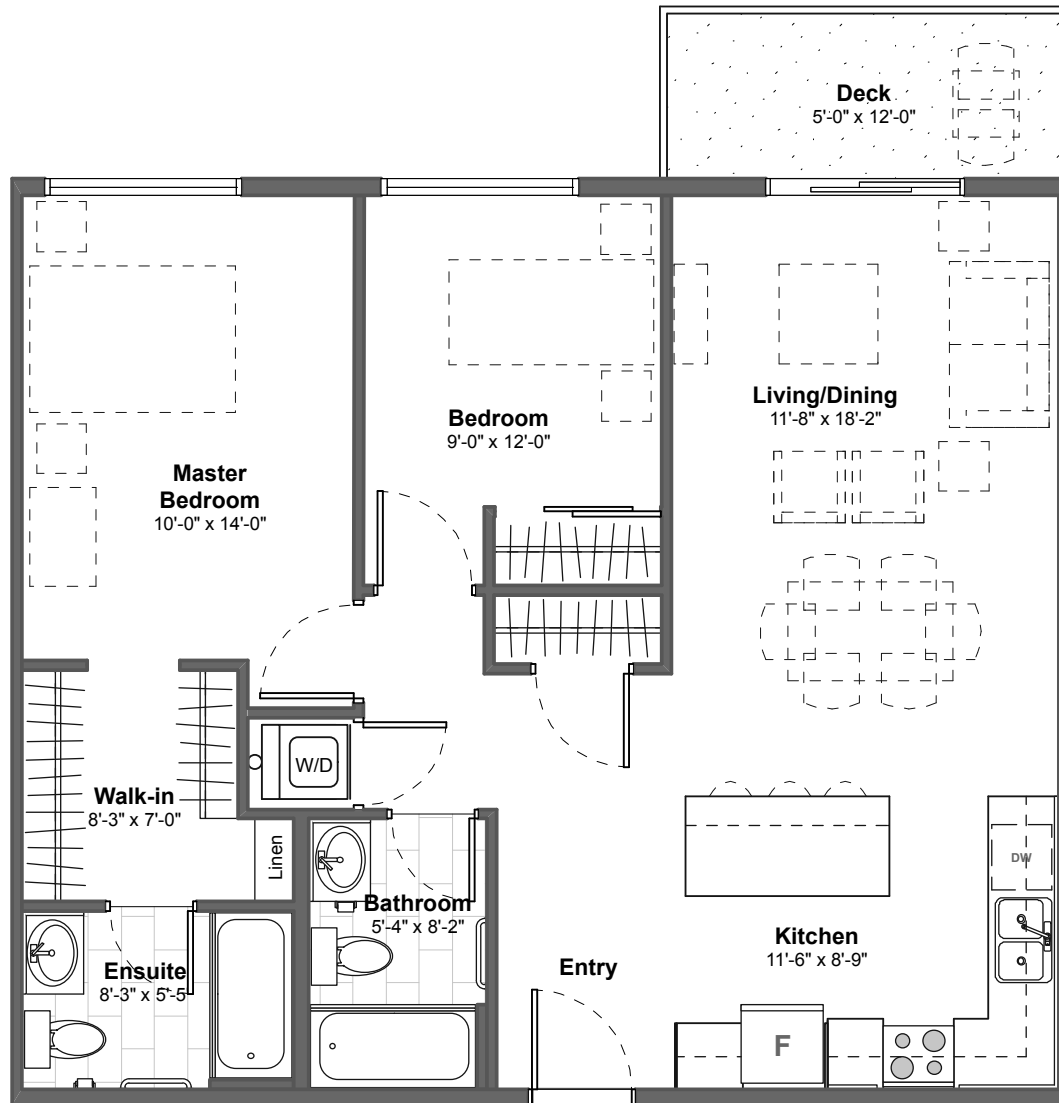 Deck
5'-0" x 12'-0"
Living/Dining
11'-8" x 18'-2"
Bedroom
9'-0" x 12'-0"
Master
Bedroom
10'-0" x 14'-0"
W/D
Walk-in
8'-3" x 7'-0"
Linen
DW
Bathroom
5'-4" x 8'-2"
Kitchen
11'-6" x 8'-9"
Entry
Ensuite
8'-3" x 5'-5
F